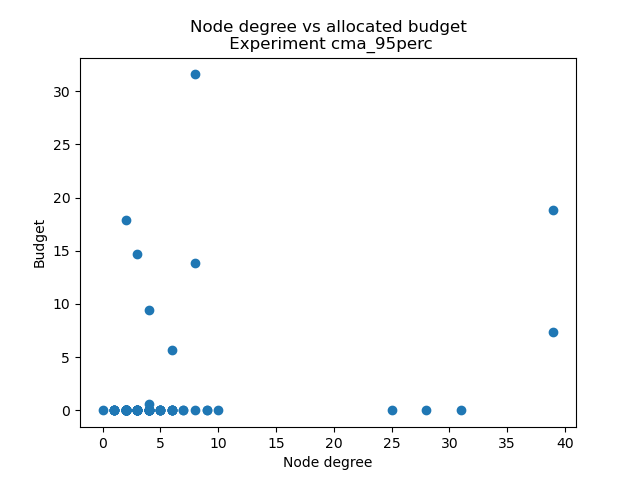 Node degree vs allocated budget
Experiment cma_95perc
30
25
20
15
10
5
0
Budget
0 5 10 15 20 25 30 35 40
Node degree